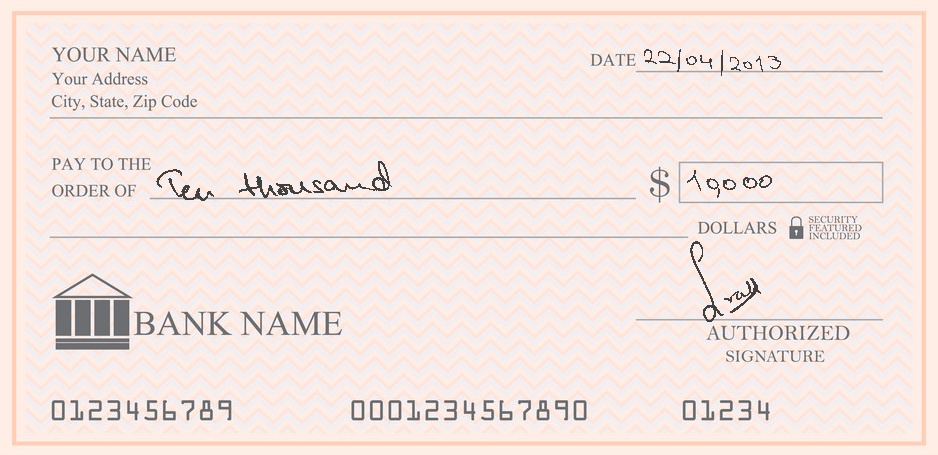 YOUR NAME
Your Address
City, State, Zip Code
DATE 22/04/2013
PAY TO THE
ORDER OF Ten thousand
$ 10000
DOLLARS
SECURITY
FEATURED
INCLUDED
BANK NAME
AUTHORIZED
SIGNATURE
0123456789 0001234567890 01234